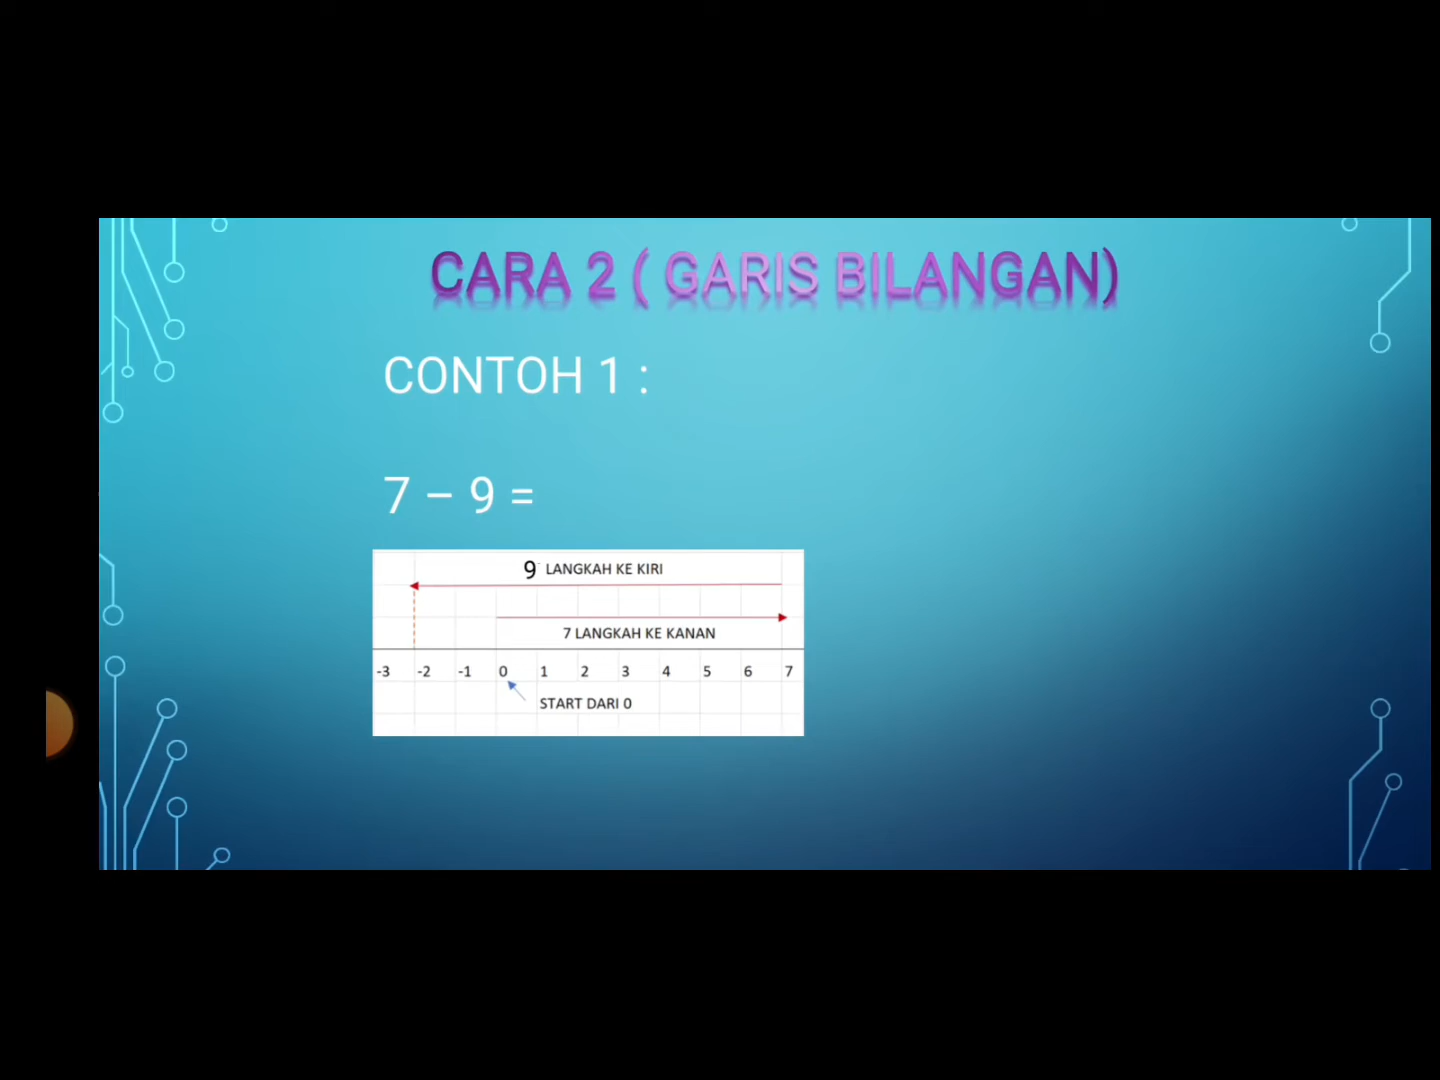 CARA 2 ( GARIS BILANGAN)
CONTOH 1 :
7 – 9 =
9 LANGKAH KE KIRI
7 LANGKAH KE KANAN
-3 -2 -1 0 1 2 3 4 5 6 7
START DARI 0